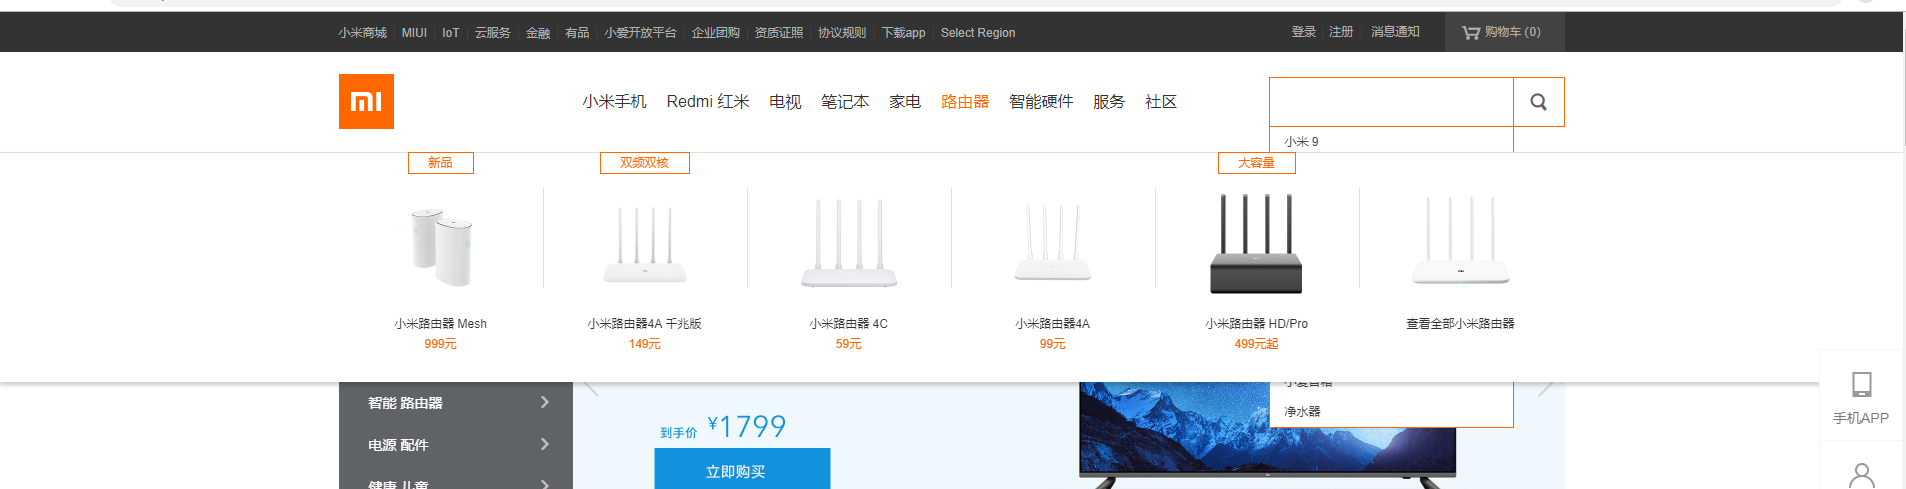 小米商城 MIUI IoT 云服务 金融 有品 小爱开放平台 企业团购 资质证照 协议规则 下载app Select Region 登录 注册 消息通知 购物车 (0)
小米手机 Redmi 红米 电视 笔记本 家电 路由器 智能硬件 服务 社区
小米 9
新品 双频双核 大容量
小米路由器 Mesh 小米路由器4A 千兆版 小米路由器 4C 小米路由器4A 小米路由器 HD/Pro 查看全部小米路由器
999元 149元 59元 99元 499元起
小爱音箱
智能 路由器
净水器
手机APP
到手价 ¥1799
电源 配件
立即购买
健康 儿童